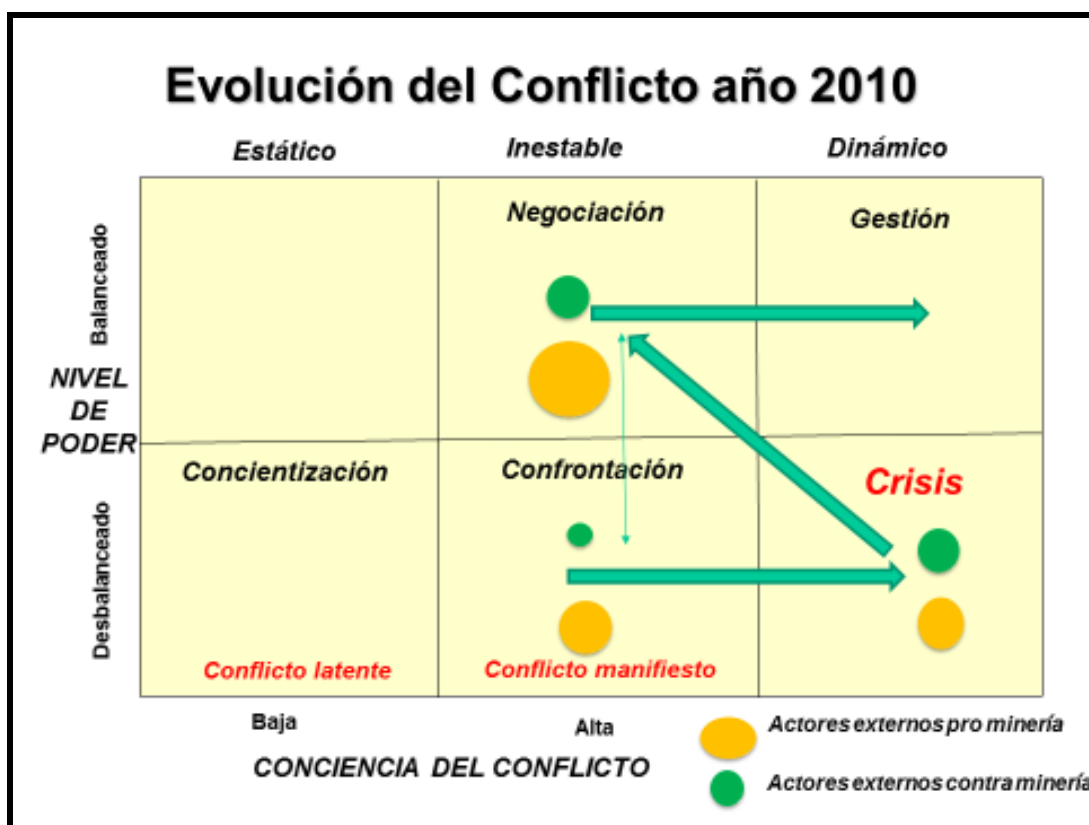 Evolución del Conflicto año 2010
Estático
Inestable
Dinámico
Negociación
Gestión
Balanceado
NIVEL
DE
PODER
Concientización
Confrontación
Crisis
Desbalanceado
Conflicto latente
Conflicto manifiesto
Baja
Alta
Actores externos pro minería
CONCIENCIA DEL CONFLICTO
Actores externos contra minería